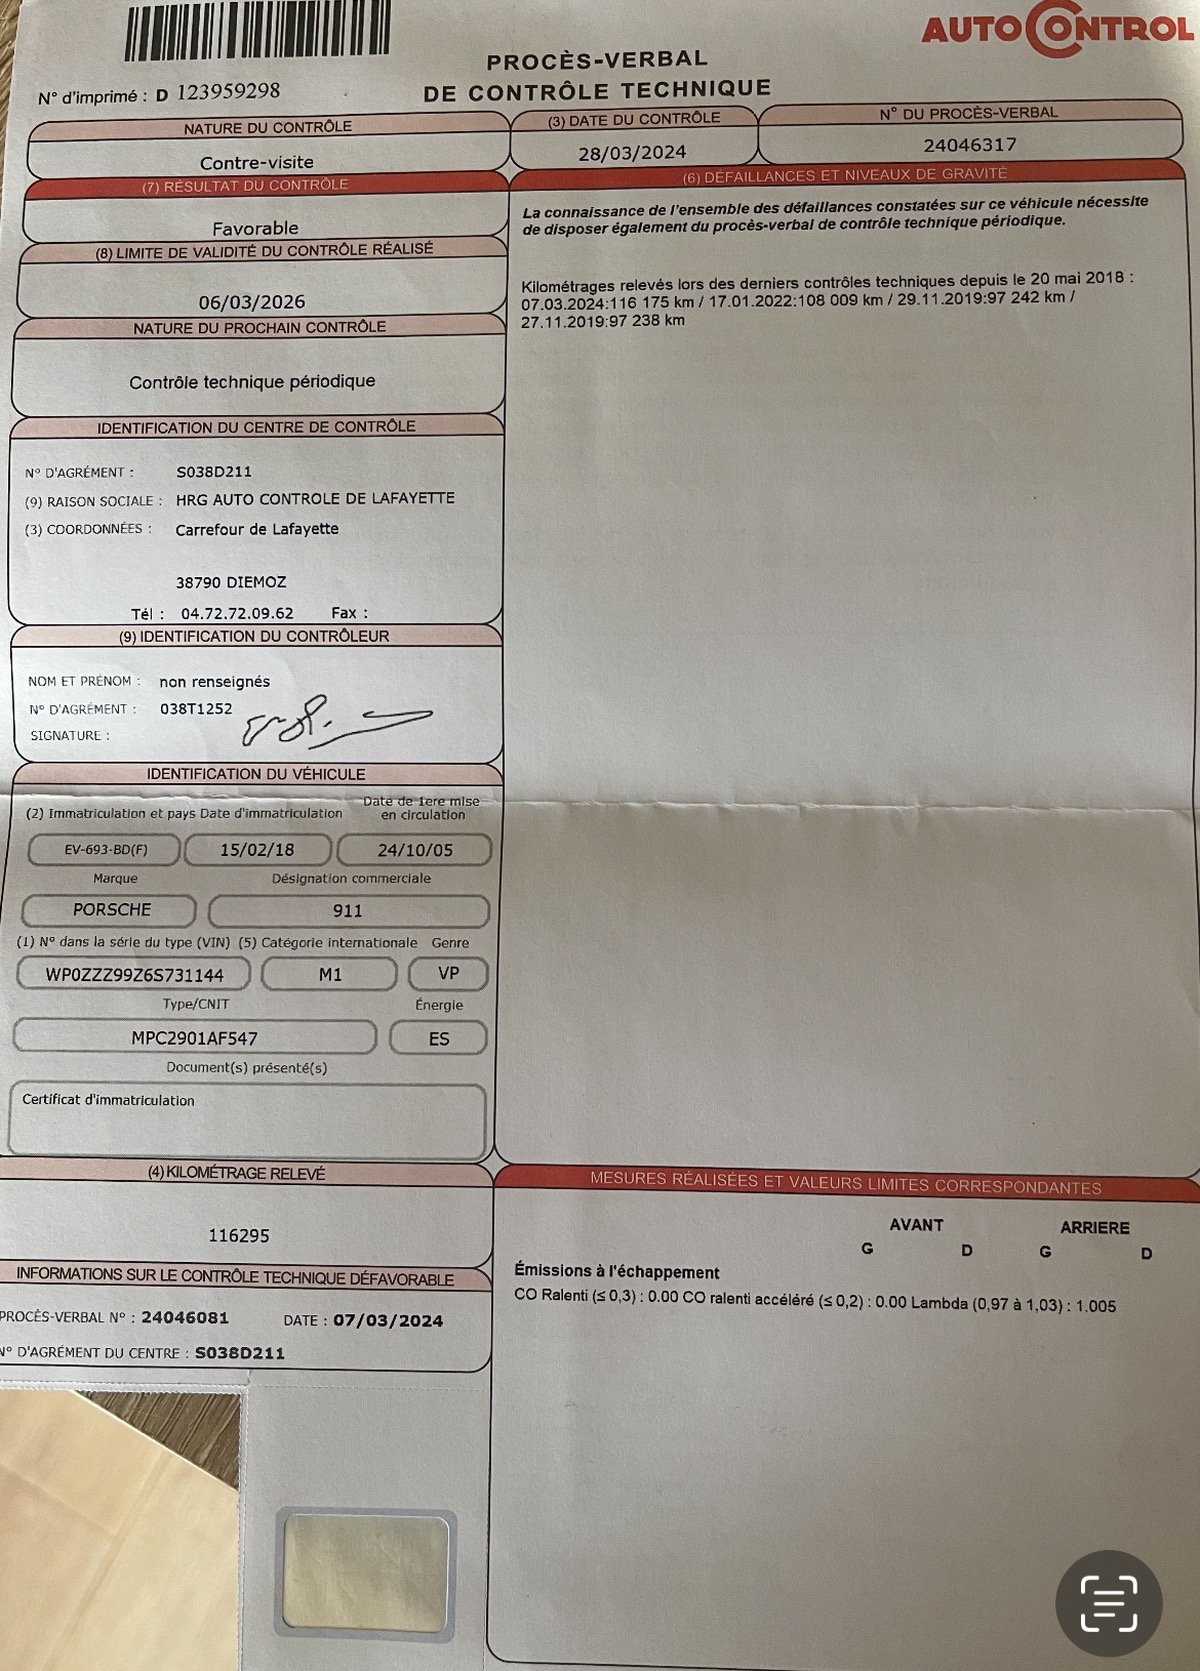 AUTOCONTROL
PROCÈS-VERBAL
DE CONTRÔLE TECHNIQUE
N° d'imprimé : D 123959298
NATURE DU CONTRÔLE
Contre-visite
(3) DATE DU CONTRÔLE
28/03/2024
N° DU PROCÈS-VERBAL
24046317
(7) RÉSULTAT DU CONTRÔLE
Favorable
(8) LIMITE DE VALIDITÉ DU CONTRÔLE RÉALISÉ
06/03/2026
NATURE DU PROCHAIN CONTRÔLE
Contrôle technique périodique
IDENTIFICATION DU CENTRE DE CONTRÔLE
N° D'AGRÉMENT : S038D211
(9) RAISON SOCIALE : HRG AUTO CONTROLE DE LAFAYETTE
(3) COORDONNÉES : Carrefour de Lafayette
38790 DIEMOZ
Tél : 04.72.72.09.62 Fax :
(9) IDENTIFICATION DU CONTRÔLEUR
NOM ET PRÉNOM : non renseignés
N° D'AGRÉMENT : 038T1252
SIGNATURE :
IDENTIFICATION DU VÉHICULE
(2) Immatriculation et pays Date d'immatriculation Date de 1ere mise
en circulation
EV-693-BD(F) 15/02/18 24/10/05
Marque Désignation commerciale
PORSCHE 911
(1) N° dans la série du type (VIN) (5) Catégorie internationale Genre
WP0ZZZ99Z6S731144 M1 VP
Type/CNIT Énergie
MPC2901AF547 ES
Document(s) présenté(s)
Certificat d'immatriculation
(4) KILOMÉTRAGE RELEVÉ
116295
INFORMATIONS SUR LE CONTRÔLE TECHNIQUE DÉFAVORABLE
PROCÈS-VERBAL N° : 24046081 DATE : 07/03/2024
N° D'AGRÉMENT DU CENTRE : S038D211
(6) DÉFAILLANCES ET NIVEAUX DE GRAVITÉ
La connaissance de l'ensemble des défaillances constatées sur ce véhicule nécessite
de disposer également du procès-verbal de contrôle technique périodique.
Kilométrages relevés lors des derniers contrôles techniques depuis le 20 mai 2018 :
07.03.2024:116 175 km / 17.01.2022:108 009 km / 29.11.2019:97 242 km /
27.11.2019:97 238 km
MESURES RÉALISÉES ET VALEURS LIMITES CORRESPONDANTES
AVANT ARRIERE
G D G D
Émissions à l'échappement
CO Ralenti (≤ 0,3) : 0.00 CO ralenti accéléré (≤ 0,2) : 0.00 Lambda (0,97 à 1,03) : 1.005